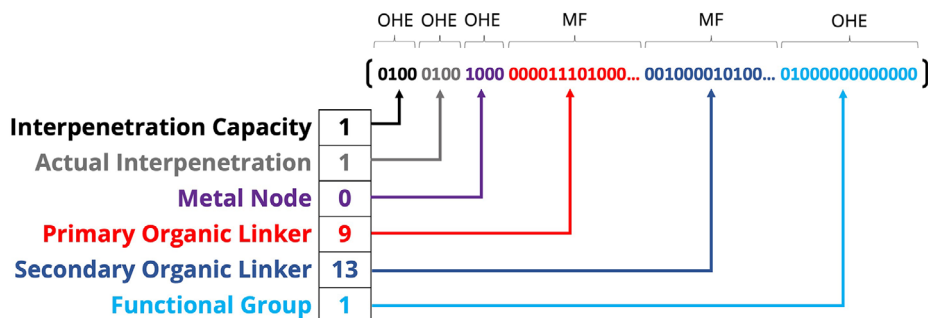 OHE OHE OHE MF MF OHE
[0100 0100 1000 000011101000... 001000010100... 01000000000000]
Interpenetration Capacity 1
Actual Interpenetration 1
Metal Node 0
Primary Organic Linker 9
Secondary Organic Linker 13
Functional Group 1